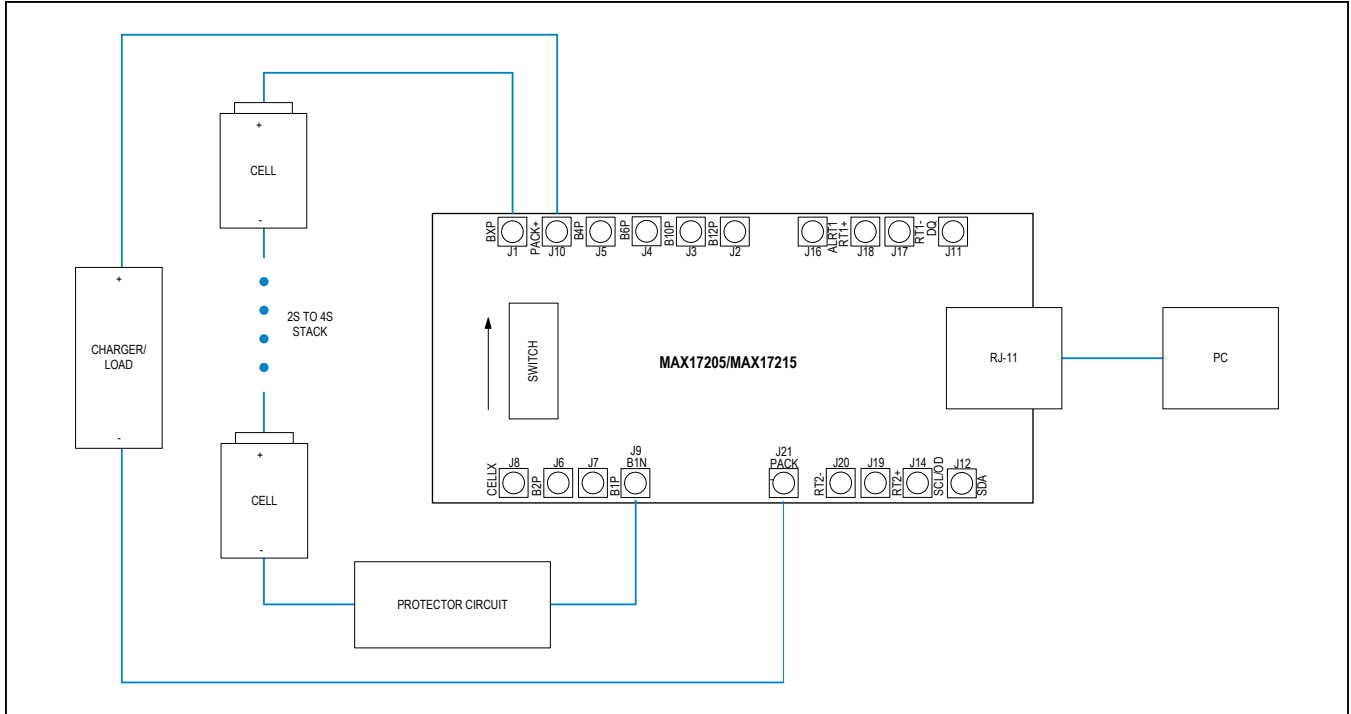 +
CELL
-
2S TO 4S
STACK
+
CHARGER/
LOAD
-
+
CELL
-
PROTECTOR CIRCUIT
BXP
PACK+
B4P
B6P
B10P
B12P
ALRT1
RT1+
RT1-
DQ
J1
J10
J5
J4
J3
J2
J16
J18
J17
J11
SWITCH
MAX17205/MAX17215
RJ-11
PC
J8
J6
J7
J9
B1N
J21
PACK
-
J20
J19
J14
J12
CELLX
B2P
B1P
RT2-
RT2+
SCL/OD
SDA